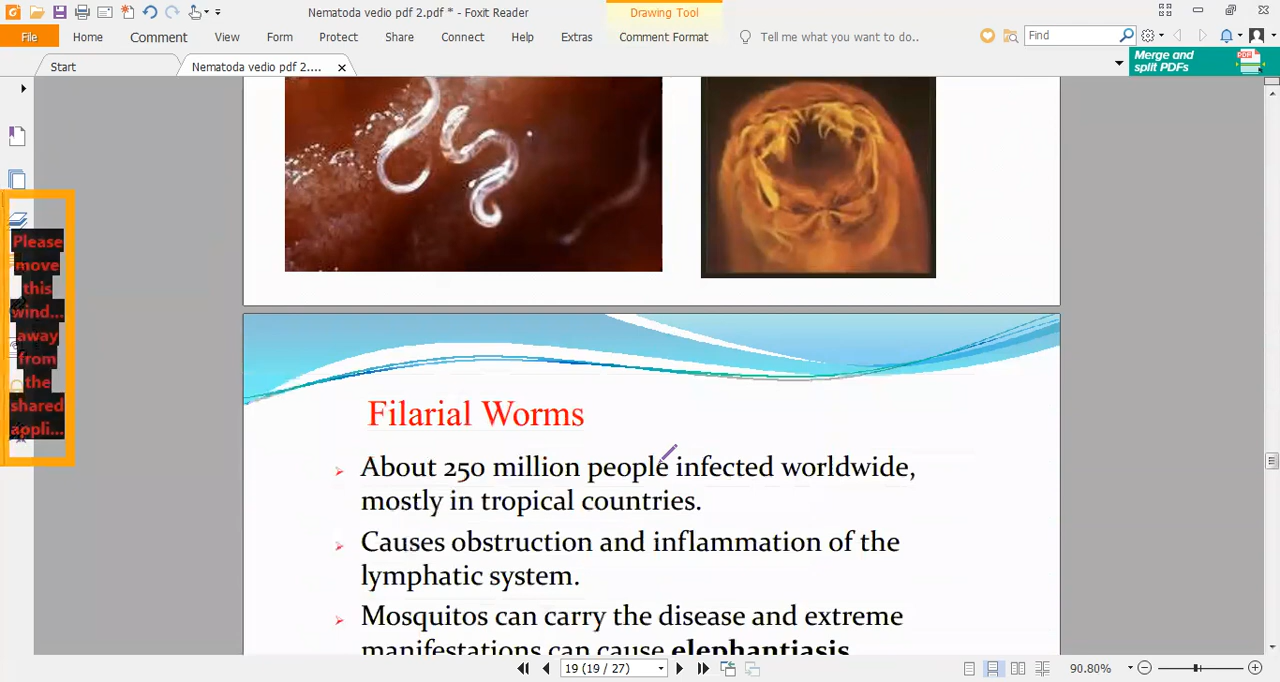 Nematoda vedio pdf 2.pdf * - Foxit Reader
Drawing Tool
File
Home
Comment
View
Form
Protect
Share
Connect
Help
Extras
Comment Format
Tell me what you want to do..
Find
Start
Nematoda vedio pdf 2....
Merge and
split PDFs
Please
move
this
wind...
away
from
the
shared
appli...
Filarial Worms
About 250 million people infected worldwide,
mostly in tropical countries.
Causes obstruction and inflammation of the
lymphatic system.
Mosquitos can carry the disease and extreme
manifestations can cause elephantiasis
19 (19 / 27)
90.80%